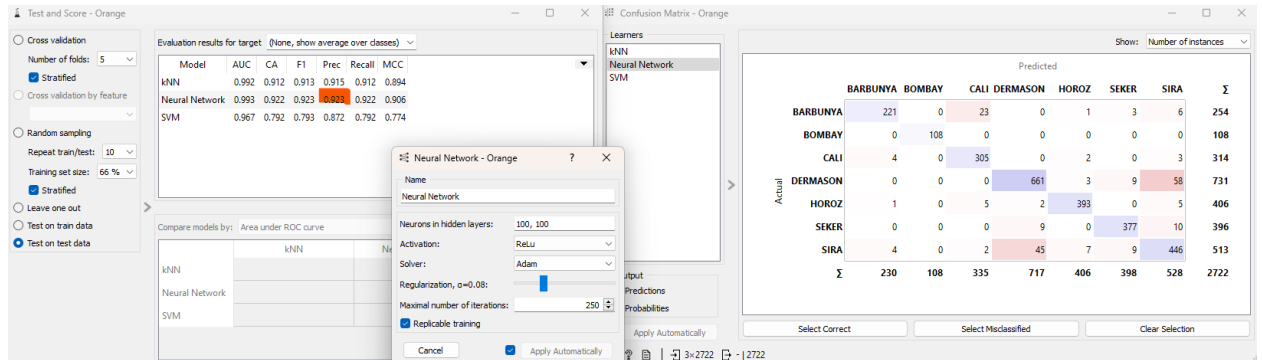 Test and Score - Orange
Cross validation
Number of folds: 5
Stratified
Cross validation by feature
Random sampling
Repeat train/test: 10
Training set size: 66 %
Stratified
Leave one out
Test on train data
Test on test data
Evaluation results for target (None, show average over classes)
Model AUC CA F1 Prec Recall MCC
kNN 0.992 0.912 0.913 0.915 0.912 0.894
Neural Network 0.993 0.922 0.923 0.923 0.922 0.906
SVM 0.967 0.792 0.793 0.872 0.792 0.774
Compare models by: Area under ROC curve
kNN
kNN
Neural Network
SVM
Neural Network - Orange ?
Name
Neural Network
Neurons in hidden layers: 100, 100
Activation: ReLu
Solver: Adam
Regularization, α=0.08:
Maximal number of iterations: 250
Replicable training
Cancel
Apply Automatically
Confusion Matrix - Orange
Learners
kNN
Neural Network
SVM
Predictions
Probabilities
Apply Automatically
Show: Number of instances
Predicted
BARBUNYA BOMBAY CALI DERMASON HOROZ SEKER SIRA Σ
BARBUNYA 221 0 23 0 1 3 6 254
BOMBAY 0 108 0 0 0 0 0 108
CALI 4 0 305 0 2 0 3 314
Actual
DERMASON 0 0 0 661 3 9 58 731
HOROZ 1 0 5 2 393 0 5 406
SEKER 0 0 0 9 0 377 10 396
SIRA 4 0 2 45 7 9 446 513
Σ 230 108 335 717 406 398 528 2722
Select Correct
Select Misclassified
Clear Selection
3×2722 - | 2722